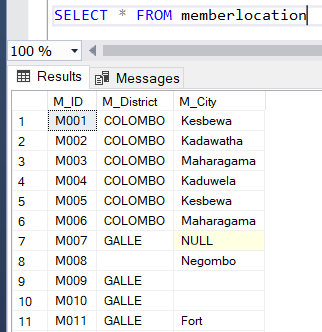 SELECT * FROM memberlocation
100 %
Results Messages
M_ID M_District M_City
1 M001 COLOMBO Kesbewa
2 M002 COLOMBO Kadawatha
3 M003 COLOMBO Maharagama
4 M004 COLOMBO Kaduwela
5 M005 COLOMBO Kesbewa
6 M006 COLOMBO Maharagama
7 M007 GALLE NULL
8 M008 Negombo
9 M009 GALLE
10 M010 GALLE
11 M011 GALLE Fort